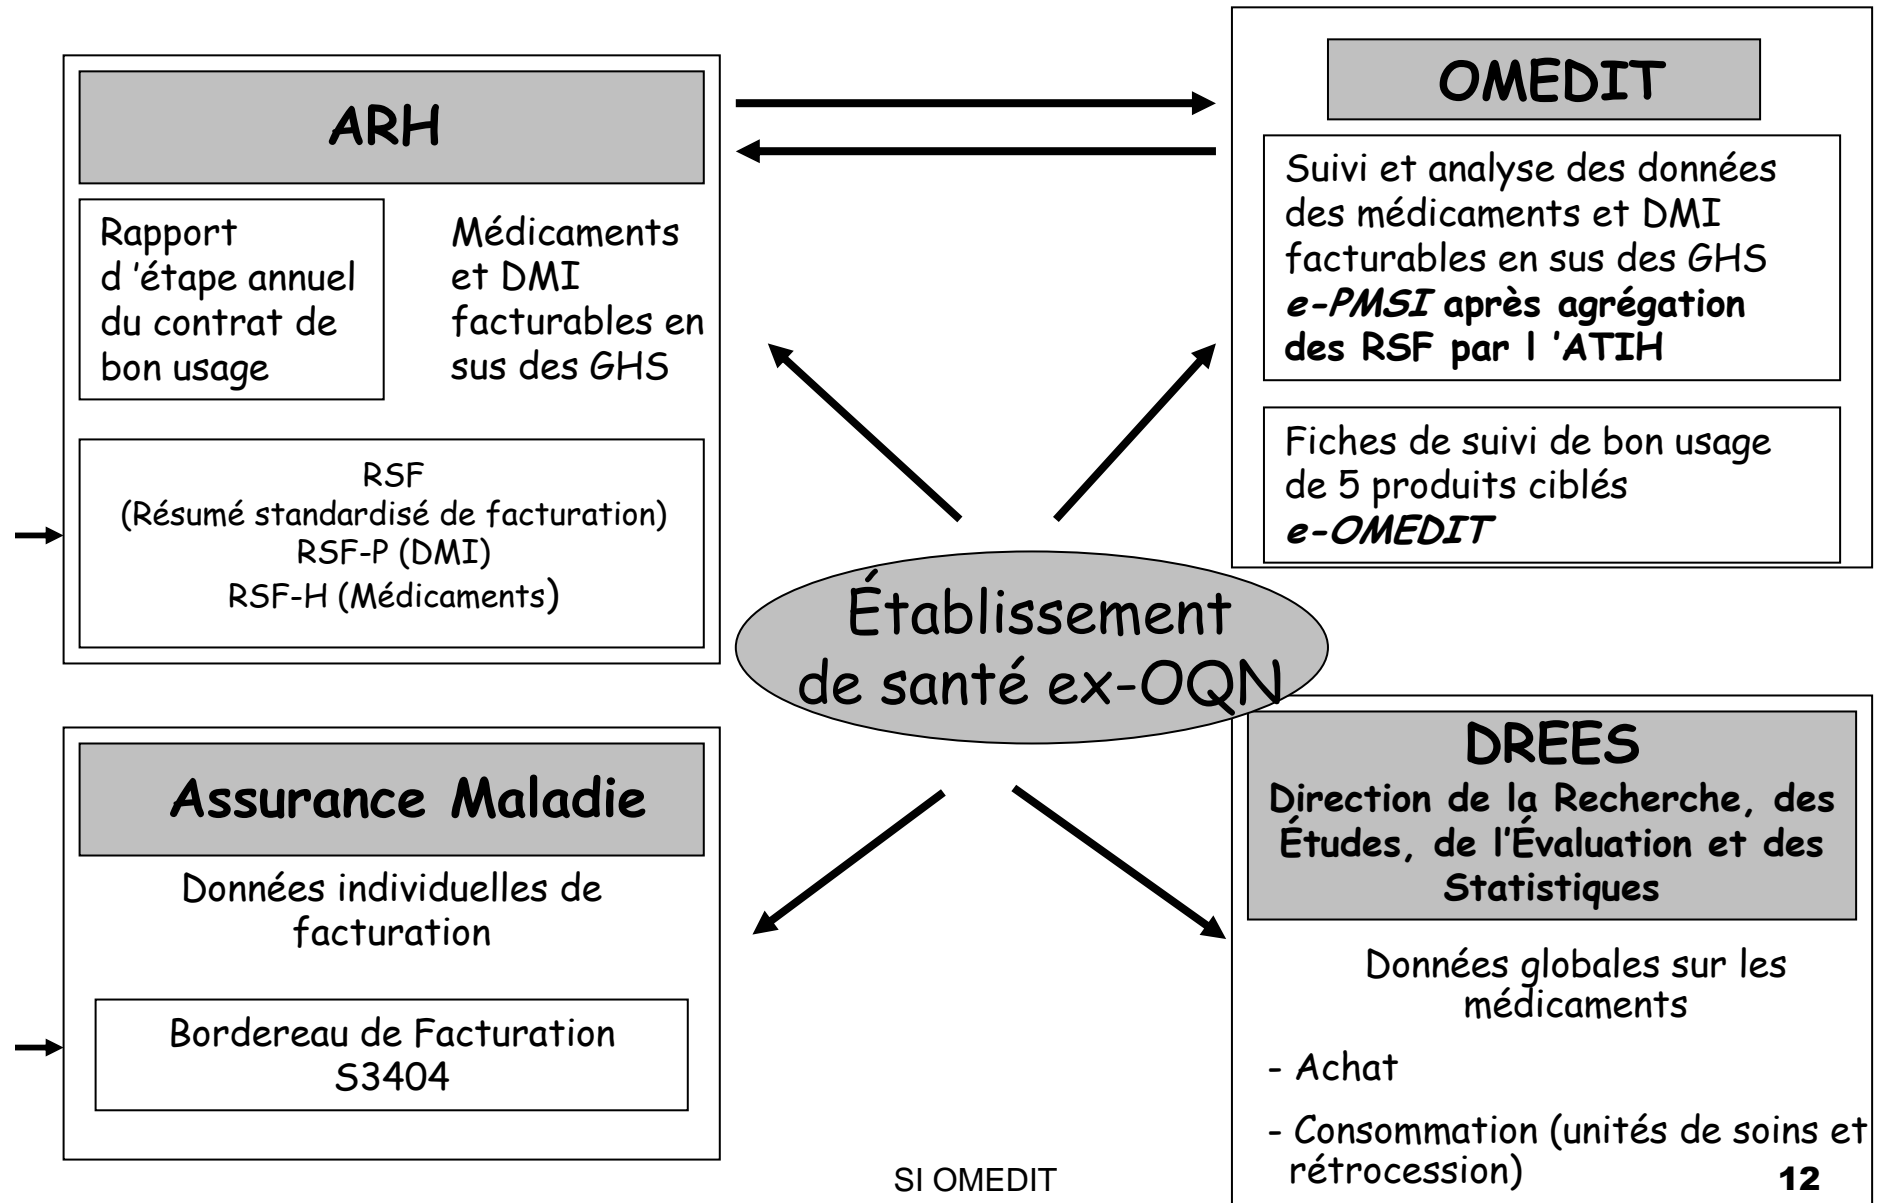 ARH
Rapport
d ’étape annuel
du contrat de
bon usage
Médicaments
et DMI
facturables en
sus des GHS
RSF
(Résumé standardisé de facturation)
RSF-P (DMI)
RSF-H (Médicaments)
OMEDIT
Suivi et analyse des données
des médicaments et DMI
facturables en sus des GHS
e-PMSI après agrégation
des RSF par l ’ATIH
Fiches de suivi de bon usage
de 5 produits ciblés
e-OMEDIT
Établissement
de santé ex-OQN
Assurance Maladie
Données individuelles de
facturation
Bordereau de Facturation
S3404
DREES
Direction de la Recherche, des
Études, de l’Évaluation et des
Statistiques
Données globales sur les
médicaments
- Achat
- Consommation (unités de soins et
rétrocession)
SI OMEDIT
12